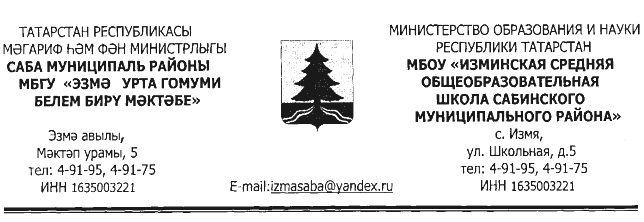 ТАТАРСТАН РЕСПУБЛИКАСЫ
МӘГАРИФ ҺӘМ ФӘН МИНИСТРЛЫГЫ
САБА МУНИЦИПАЛЬ РАЙОНЫ
МБГУ «ЭЗМӘ УРТА ГОМУМИ
БЕЛЕМ БИРҮ МӘКТӘБЕ»
Эзмә авылы,
Мәктәп урамы, 5
тел: 4-91-95, 4-91-75
ИНН 1635003221
E-mail:izmasaba@yandex.ru
МИНИСТЕРСТВО ОБРАЗОВАНИЯ И НАУКИ
РЕСПУБЛИКИ ТАТАРСТАН
МБОУ «ИЗМИНСКАЯ СРЕДНЯЯ
ОБЩЕОБРАЗОВАТЕЛЬНАЯ
ШКОЛА САБИНСКОГО
МУНИЦИПАЛЬНОГО РАЙОНА»
с. Измя,
ул. Школьная, д.5
тел: 4-91-95, 4-91-75
ИНН 1635003221